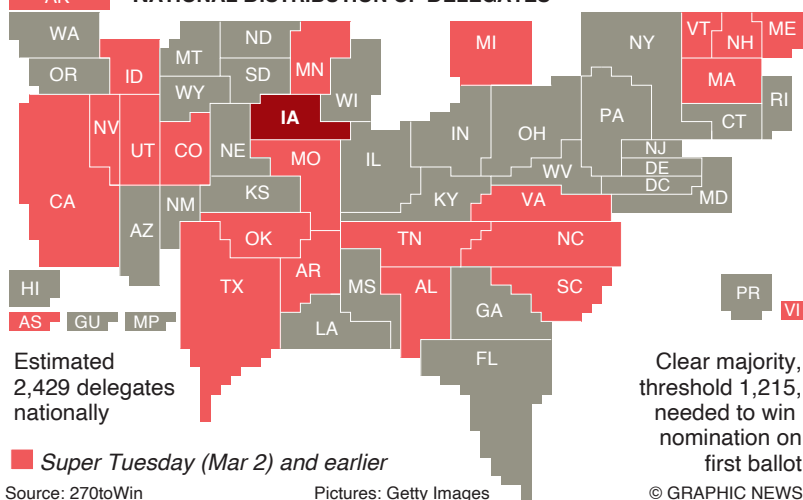 NATIONAL DISTRIBUTION OF DELEGATES
WA
MT
ND
MN
MI
NY
VT
NH
ME
OR
ID
WY
SD
WI
MA
RI
NV
UT
CO
NE
IA
IL
IN
OH
PA
CT
NJ
CA
MO
WV
DE
DC
MD
AZ
NM
KS
KY
VA
OK
TN
NC
HI
TX
AR
MS
AL
GA
SC
PR
VI
AS
GU
MP
LA
FL
Estimated
2,429 delegates
nationally
Clear majority,
threshold 1,215,
needed to win
nomination on
first ballot
Super Tuesday (Mar 2) and earlier
Source: 270toWin
Pictures: Getty Images
© GRAPHIC NEWS